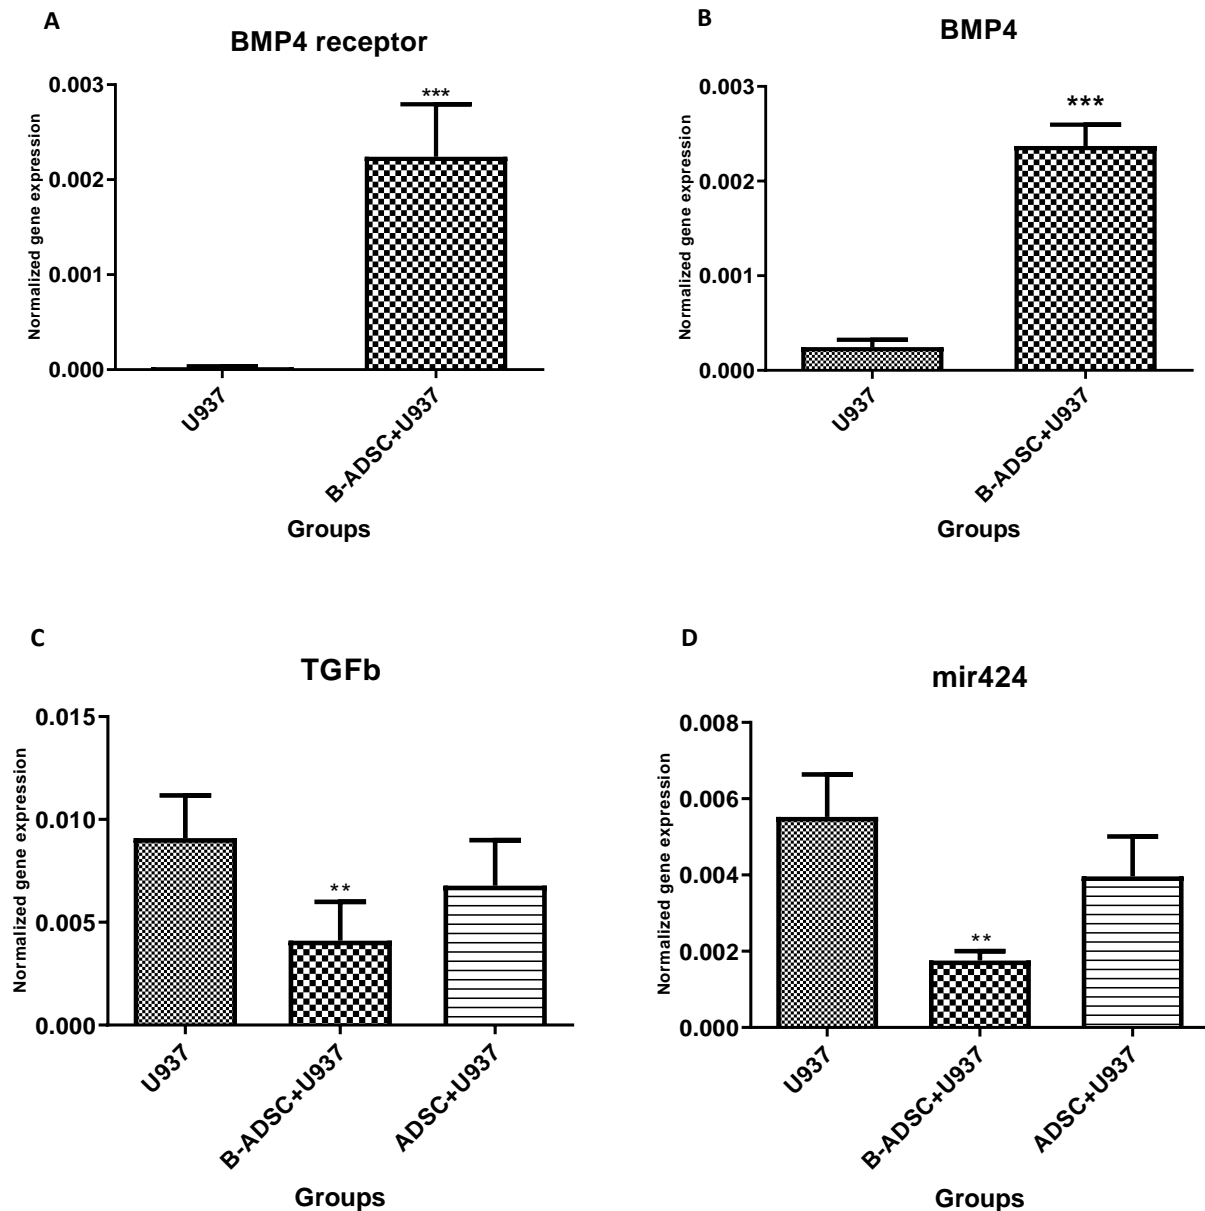 A
BMP4 receptor
Normalized gene expression
0.003
0.002
0.001
0.000
***
U937
B-ADSC+U937
Groups
B
BMP4
Normalized gene expression
0.003
0.002
0.001
0.000
***
U937
B-ADSC+U937
Groups
C
TGFb
Normalized gene expression
0.015
0.010
0.005
0.000
**
U937
B-ADSC+U937
ADSC+U937
Groups
D
mir424
Normalized gene expression
0.008
0.006
0.004
0.002
0.000
**
U937
B-ADSC+U937
ADSC+U937
Groups